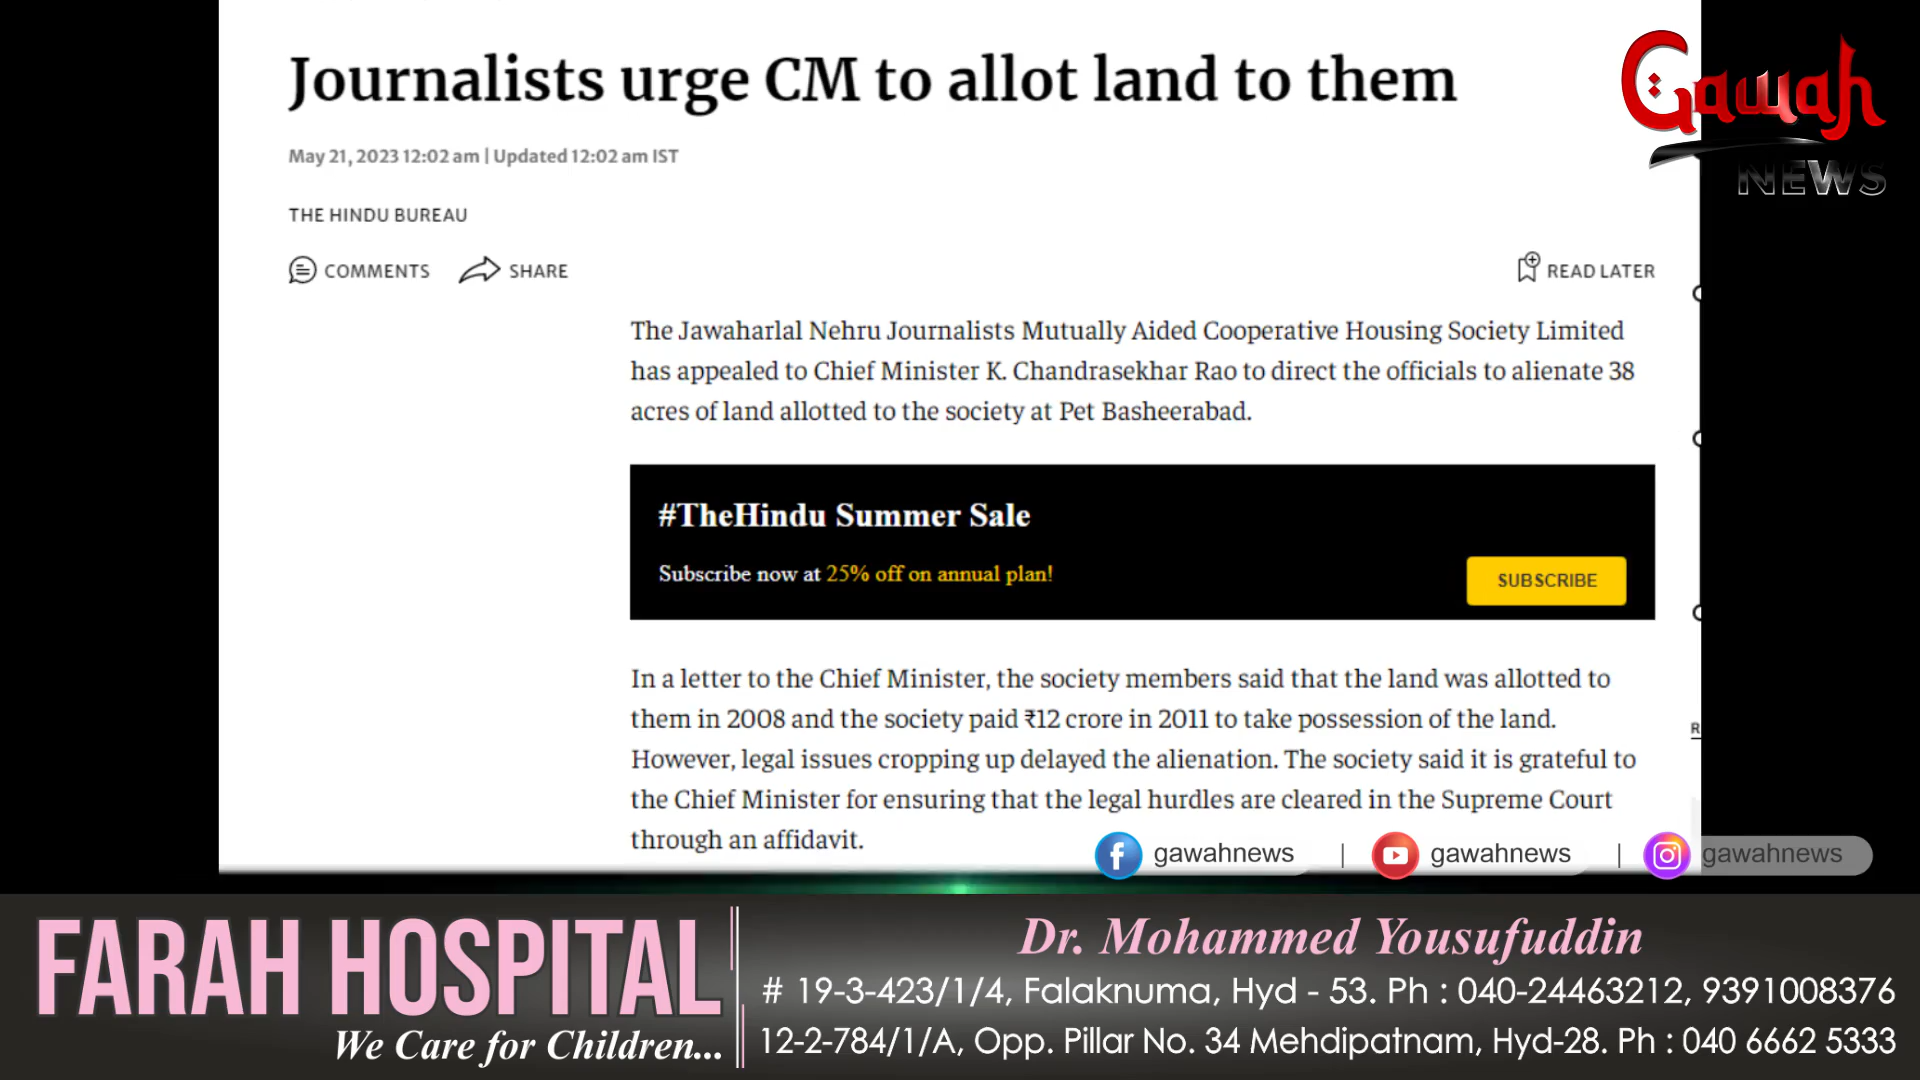 Journalists urge CM to allot land to them
Gawah
NEWS
May 21, 2023 12:02 am | Updated 12:02 am IST
THE HINDU BUREAU
COMMENTS SHARE READ LATER
The Jawaharlal Nehru Journalists Mutually Aided Cooperative Housing Society Limited
has appealed to Chief Minister K. Chandrasekhar Rao to direct the officials to alienate 38
acres of land allotted to the society at Pet Basheerabad.
#TheHindu Summer Sale
Subscribe now at 25% off on annual plan!
SUBSCRIBE
In a letter to the Chief Minister, the society members said that the land was allotted to
them in 2008 and the society paid ₹12 crore in 2011 to take possession of the land.
However, legal issues cropping up delayed the alienation. The society said it is grateful to
the Chief Minister for ensuring that the legal hurdles are cleared in the Supreme Court
through an affidavit.
gawahnews | gawahnews | gawahnews
FARAH HOSPITAL
We Care for Children...
Dr. Mohammed Yousufuddin
# 19-3-423/1/4, Falaknuma, Hyd - 53. Ph : 040-24463212, 9391008376
12-2-784/1/A, Opp. Pillar No. 34 Mehdipatnam, Hyd-28. Ph : 040 6662 5333